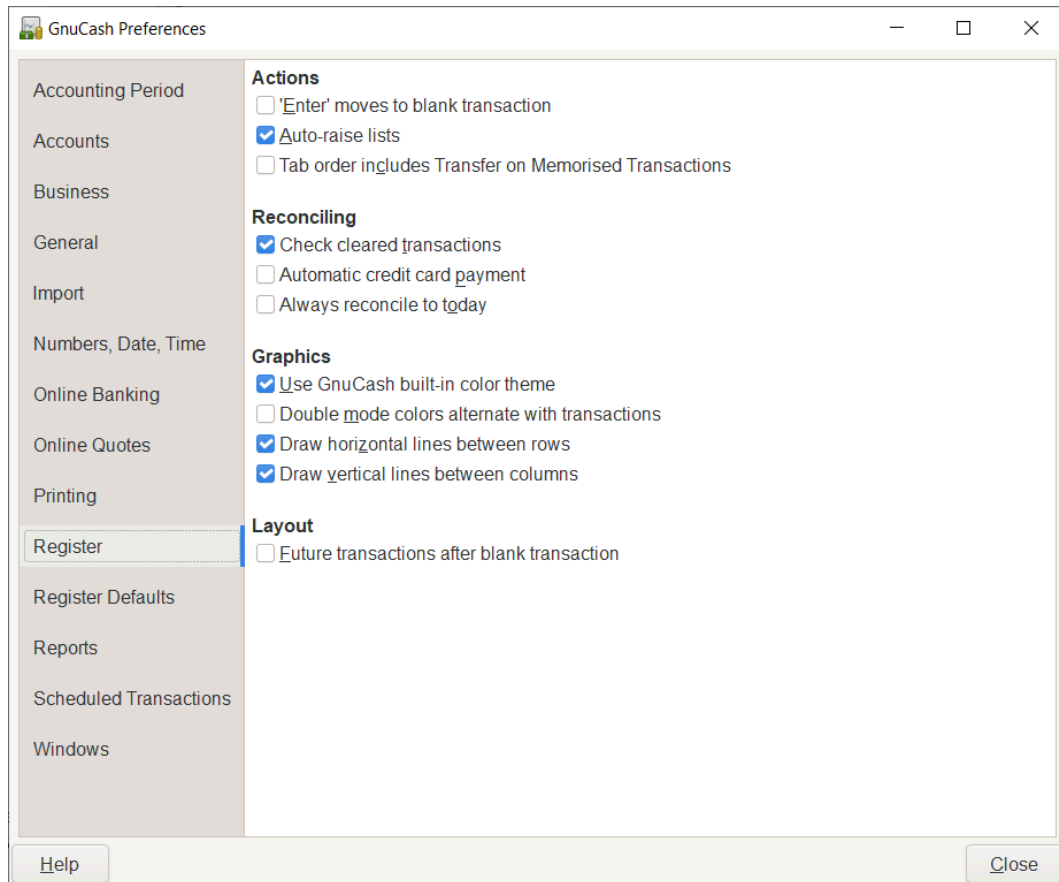 GnuCash Preferences
Accounting Period
Accounts
Business
General
Import
Numbers, Date, Time
Online Banking
Online Quotes
Printing
Register
Register Defaults
Reports
Scheduled Transactions
Windows
Actions
'Enter' moves to blank transaction
Auto-raise lists
Tab order includes Transfer on Memorised Transactions
Reconciling
Check cleared transactions
Automatic credit card payment
Always reconcile to today
Graphics
Use GnuCash built-in color theme
Double mode colors alternate with transactions
Draw horizontal lines between rows
Draw vertical lines between columns
Layout
Future transactions after blank transaction
Help
Close